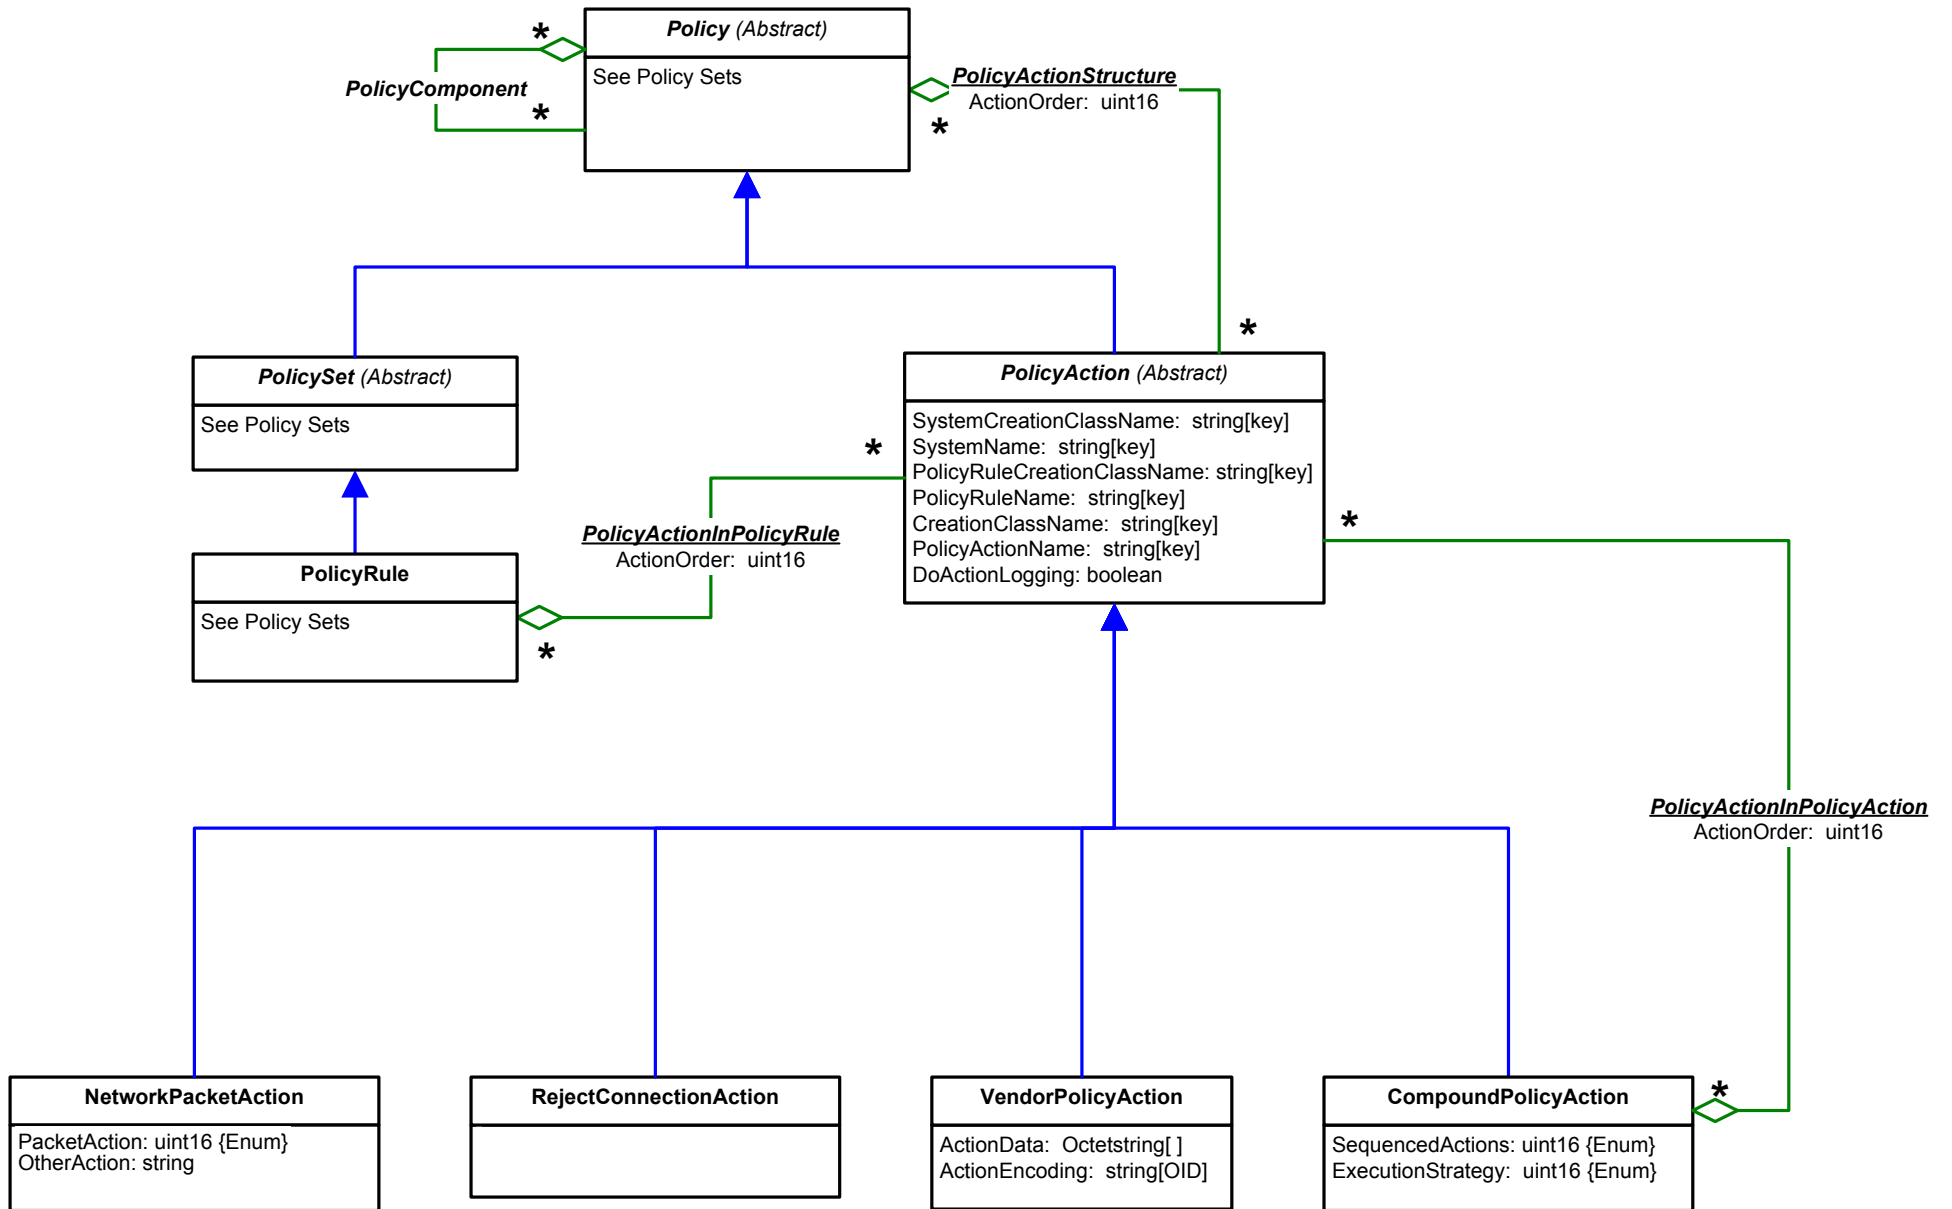 *
Policy (Abstract)
See Policy Sets
PolicyComponent
*
PolicyActionStructure
ActionOrder:  uint16
*
*
PolicySet (Abstract)
See Policy Sets
PolicyAction (Abstract)
SystemCreationClassName:  string[key]
SystemName:  string[key]
PolicyRuleCreationClassName: string[key]
PolicyRuleName:  string[key]
CreationClassName:  string[key]
PolicyActionName:  string[key]
DoActionLogging: boolean
*
*
PolicyActionInPolicyRule
ActionOrder:  uint16
PolicyRule
See Policy Sets
*
PolicyActionInPolicyAction
ActionOrder:  uint16
NetworkPacketAction
PacketAction: uint16 {Enum}
OtherAction: string
RejectConnectionAction
VendorPolicyAction
ActionData:  Octetstring[ ]
ActionEncoding:  string[OID]
CompoundPolicyAction
SequencedActions: uint16 {Enum}
ExecutionStrategy:  uint16 {Enum}
*